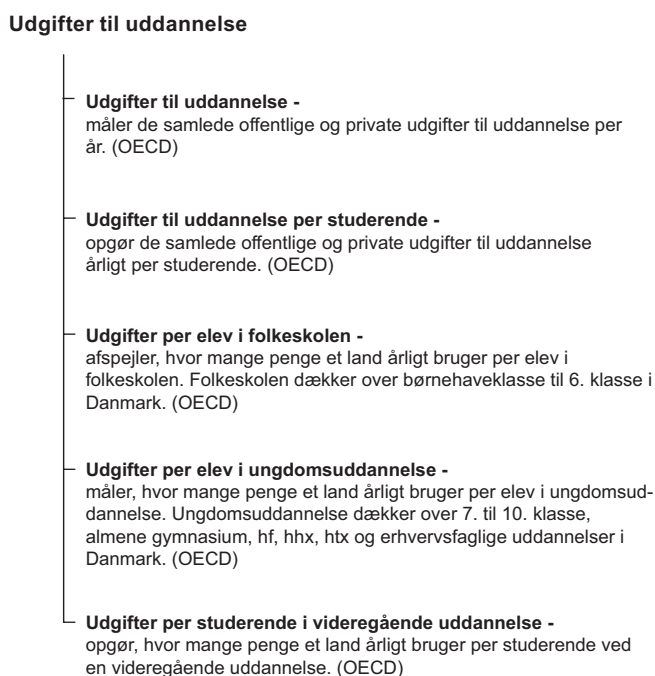 Udgifter til uddannelse
Udgifter til uddannelse -
måler de samlede offentlige og private udgifter til uddannelse per
år. (OECD)
Udgifter til uddannelse per studerende -
opgør de samlede offentlige og private udgifter til uddannelse
årligt per studerende. (OECD)
Udgifter per elev i folkeskolen -
afspejler, hvor mange penge et land årligt bruger per elev i
folkeskolen. Folkeskolen dækker over børnehaveklasse til 6. klasse i
Danmark. (OECD)
Udgifter per elev i ungdomsuddannelse -
måler, hvor mange penge et land årligt bruger per elev i ungdomsud-
dannelse. Ungdomsuddannelse dækker over 7. til 10. klasse,
almene gymnasium, hf, hhx, htx og erhvervsfaglige uddannelser i
Danmark. (OECD)
Udgifter per studerende i videregående uddannelse -
opgør, hvor mange penge et land årligt bruger per studerende ved
en videregående uddannelse. (OECD)